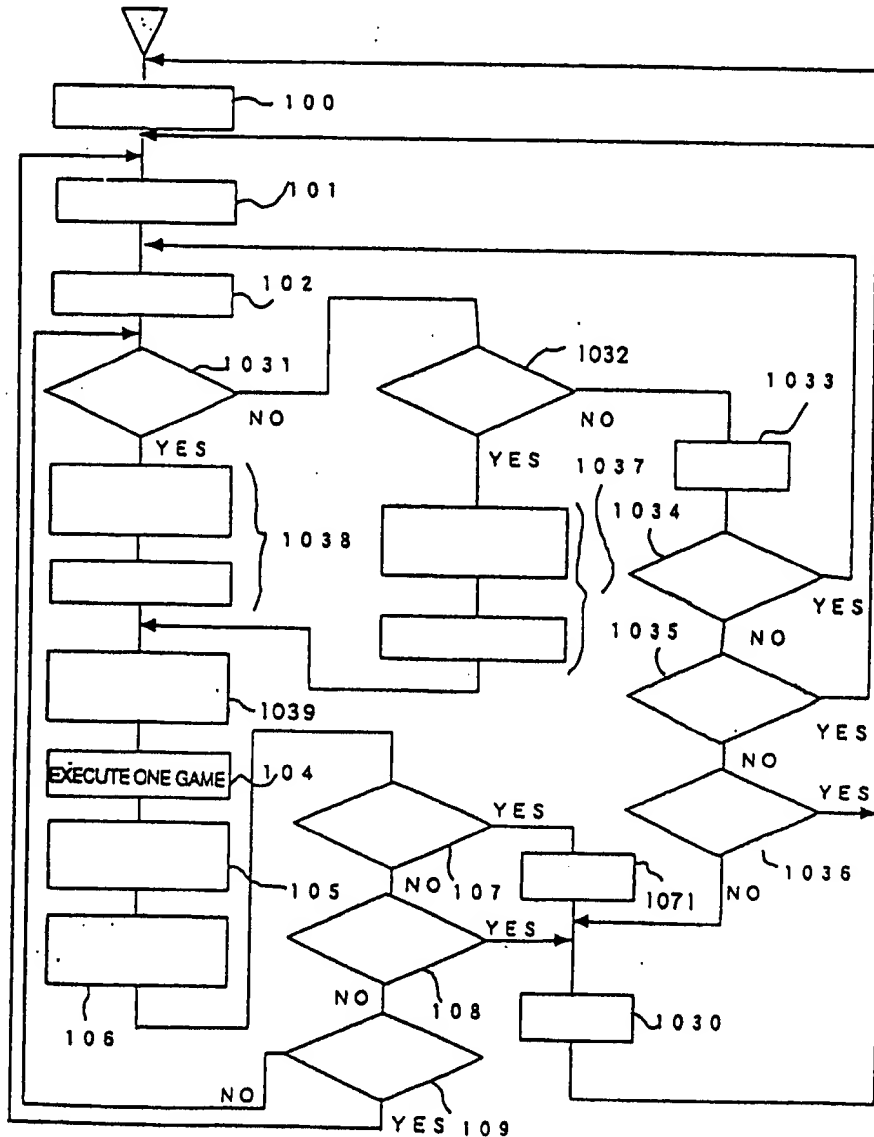 100
101
102
1031
NO
YES
1032
NO
YES
1033
1037
1034
YES
NO
1038
1035
YES
NO
1039
EXECUTE ONE GAME
104
YES
1036
NO
YES
107
NO
1071
105
YES
108
NO
106
1030
NO
YES
109